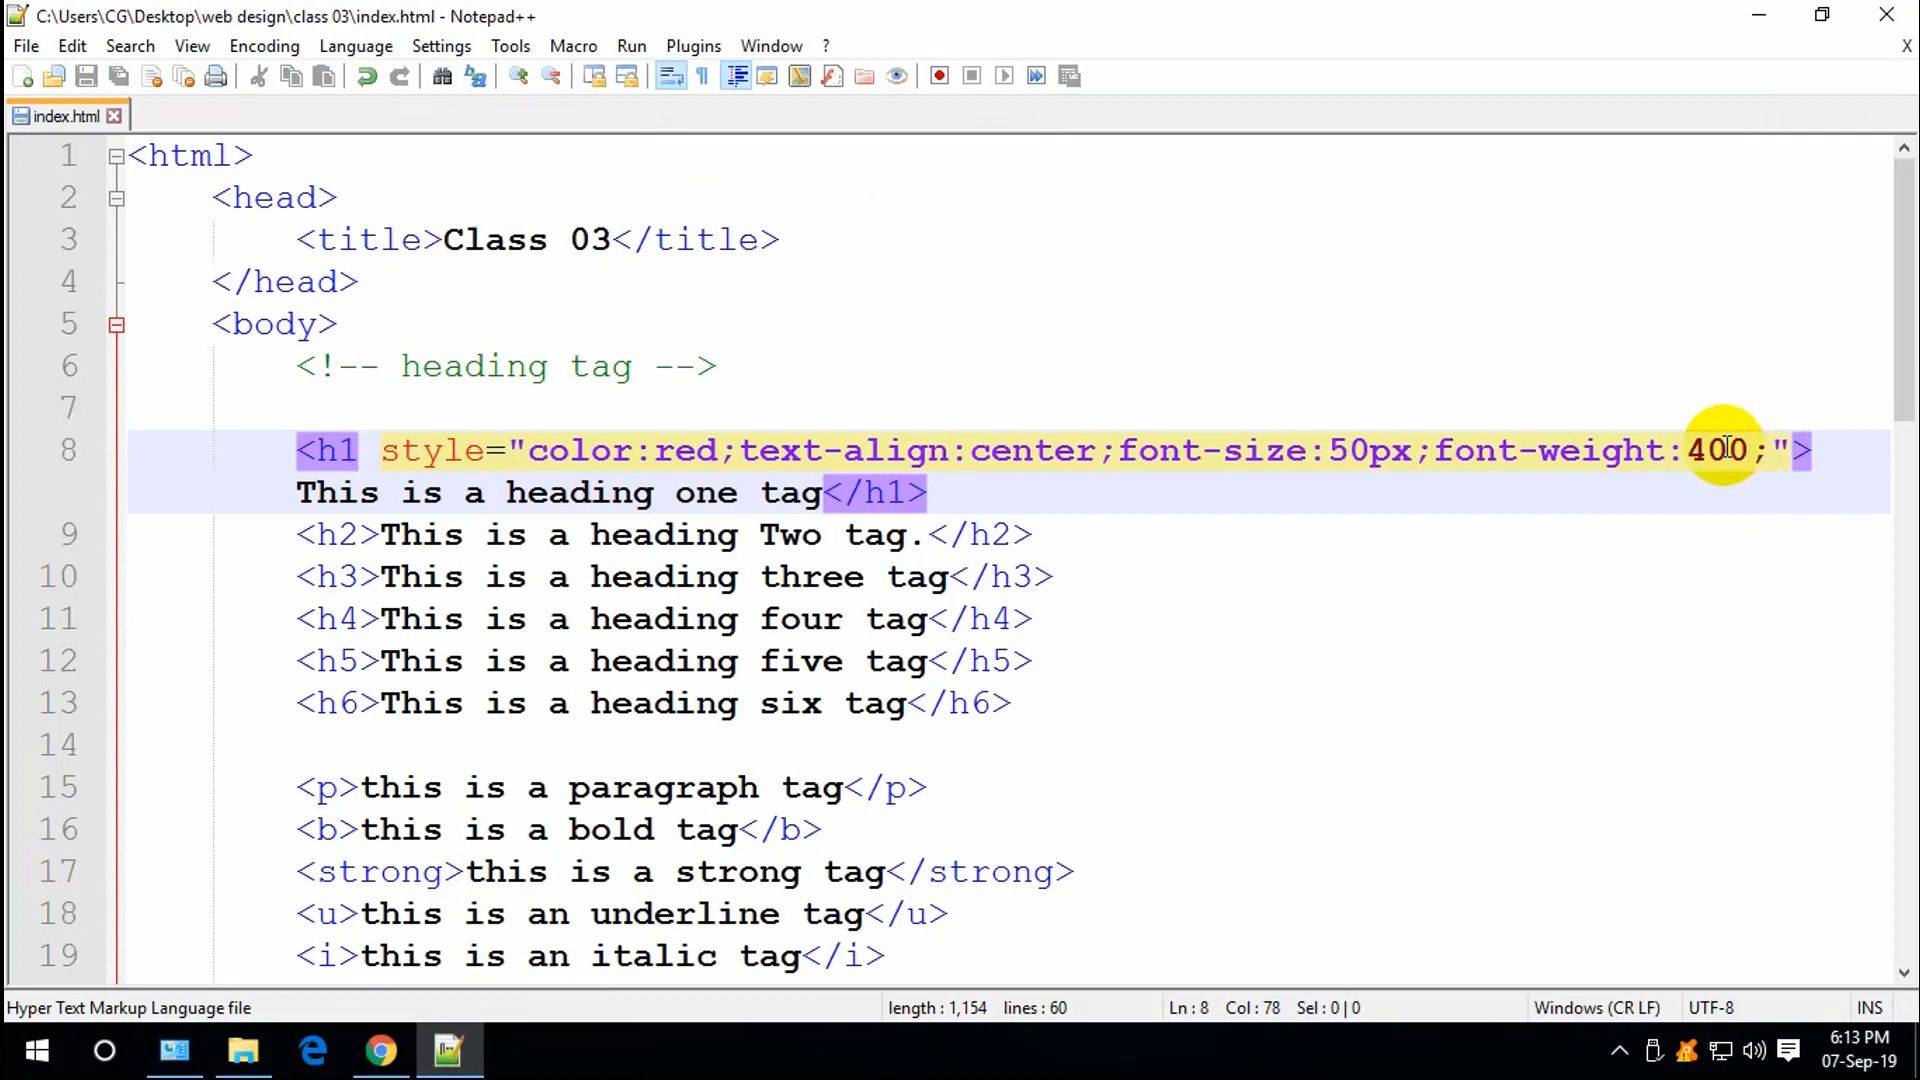 C:\Users\CG\Desktop\web design\class 03\index.html - Notepad++
File Edit Search View Encoding Language Settings Tools Macro Run Plugins Window ? X
index.html
1 <html>
2 <head>
3 <title>Class 03</title>
4 </head>
5 <body>
6 <!-- heading tag -->
7
8 <h1 style="color:red;text-align:center;font-size:50px;font-weight:400;">
This is a heading one tag</h1>
9 <h2>This is a heading Two tag.</h2>
10 <h3>This is a heading three tag</h3>
11 <h4>This is a heading four tag</h4>
12 <h5>This is a heading five tag</h5>
13 <h6>This is a heading six tag</h6>
14
15 <p>this is a paragraph tag</p>
16 <b>this is a bold tag</b>
17 <strong>this is a strong tag</strong>
18 <u>this is an underline tag</u>
19 <i>this is an italic tag</i>
Hyper Text Markup Language file length : 1,154 lines : 60 Ln : 8 Col : 78 Sel : 0 | 0 Windows (CR LF) UTF-8 INS
6:13 PM
07-Sep-19